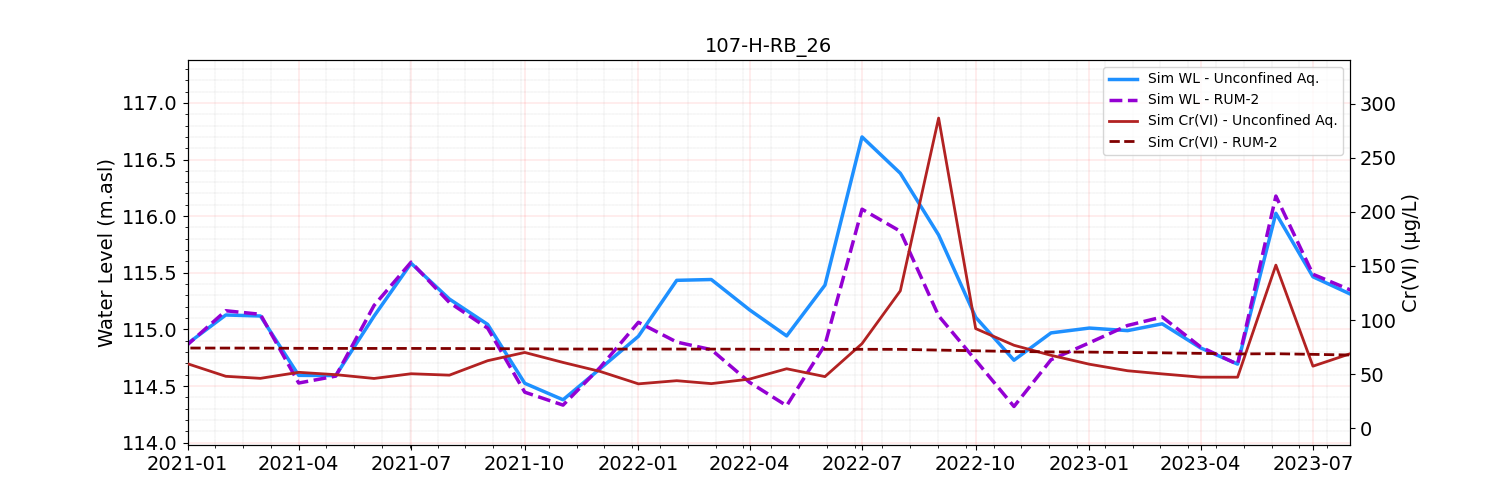 107-H-RB_26
Water Level (m.asl)
117.0
116.5
116.0
115.5
115.0
114.5
114.0
Sim WL - Unconfined Aq.
Sim WL - RUM-2
Sim Cr(VI) - Unconfined Aq.
Sim Cr(VI) - RUM-2
300
250
200
150
100
50
0
Cr(VI) (µg/L)
2021-01 2021-04 2021-07 2021-10 2022-01 2022-04 2022-07 2022-10 2023-01 2023-04 2023-07